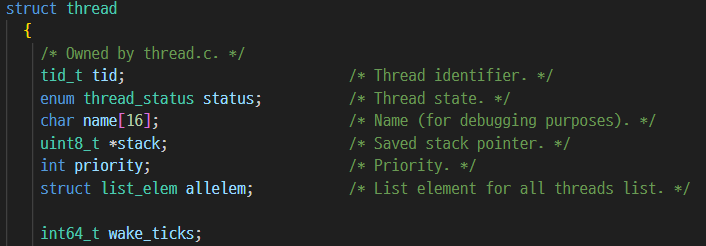 struct thread
{
/* Owned by thread.c. */
tid_t tid; /* Thread identifier. */
enum thread_status status; /* Thread state. */
char name[16]; /* Name (for debugging purposes). */
uint8_t *stack; /* Saved stack pointer. */
int priority; /* Priority. */
struct list_elem allelem; /* List element for all threads list. */
int64_t wake_ticks;